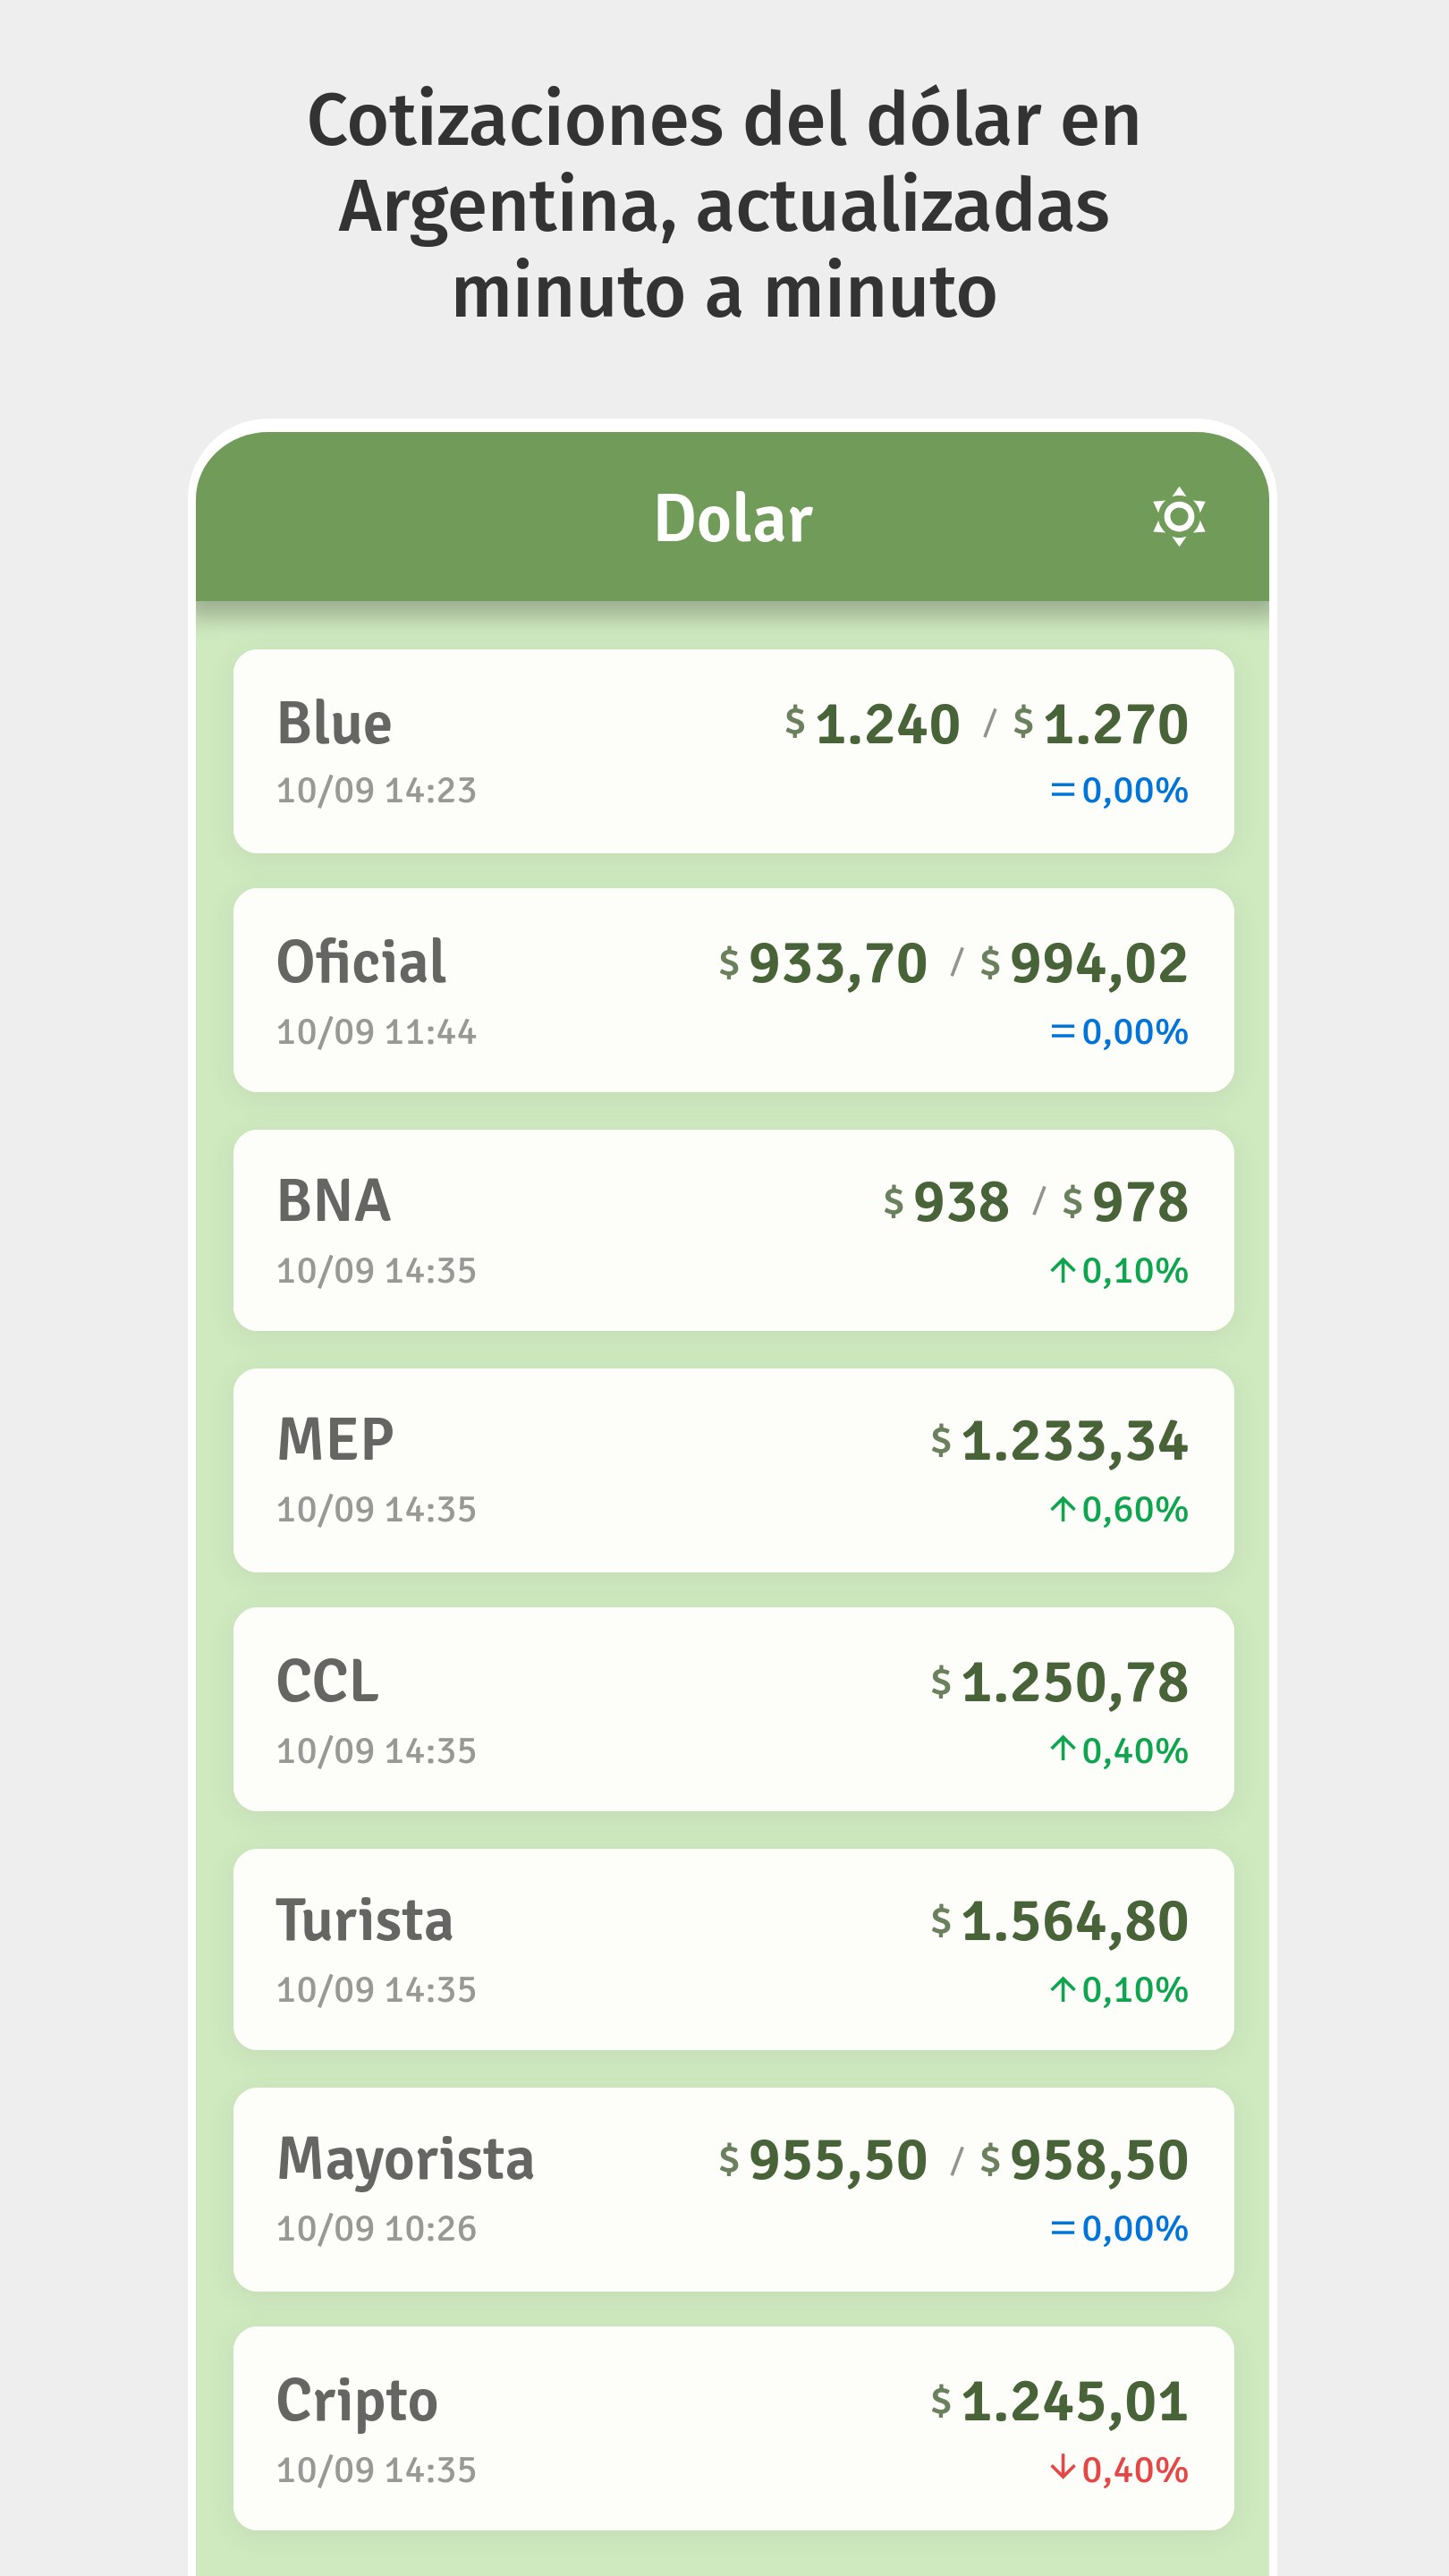 Cotizaciones del dólar en
Argentina, actualizadas
minuto a minuto
Dolar
Blue $ 1.240 / $ 1.270
10/09 14:23 =0,00%
Oficial $ 933,70 / $ 994,02
10/09 11:44 =0,00%
BNA $ 938 / $ 978
10/09 14:35 ↑0,10%
MEP $ 1.233,34
10/09 14:35 ↑0,60%
CCL $ 1.250,78
10/09 14:35 ↑0,40%
Turista $ 1.564,80
10/09 14:35 ↑0,10%
Mayorista $ 955,50 / $ 958,50
10/09 10:26 =0,00%
Cripto $ 1.245,01
10/09 14:35 ↓0,40%